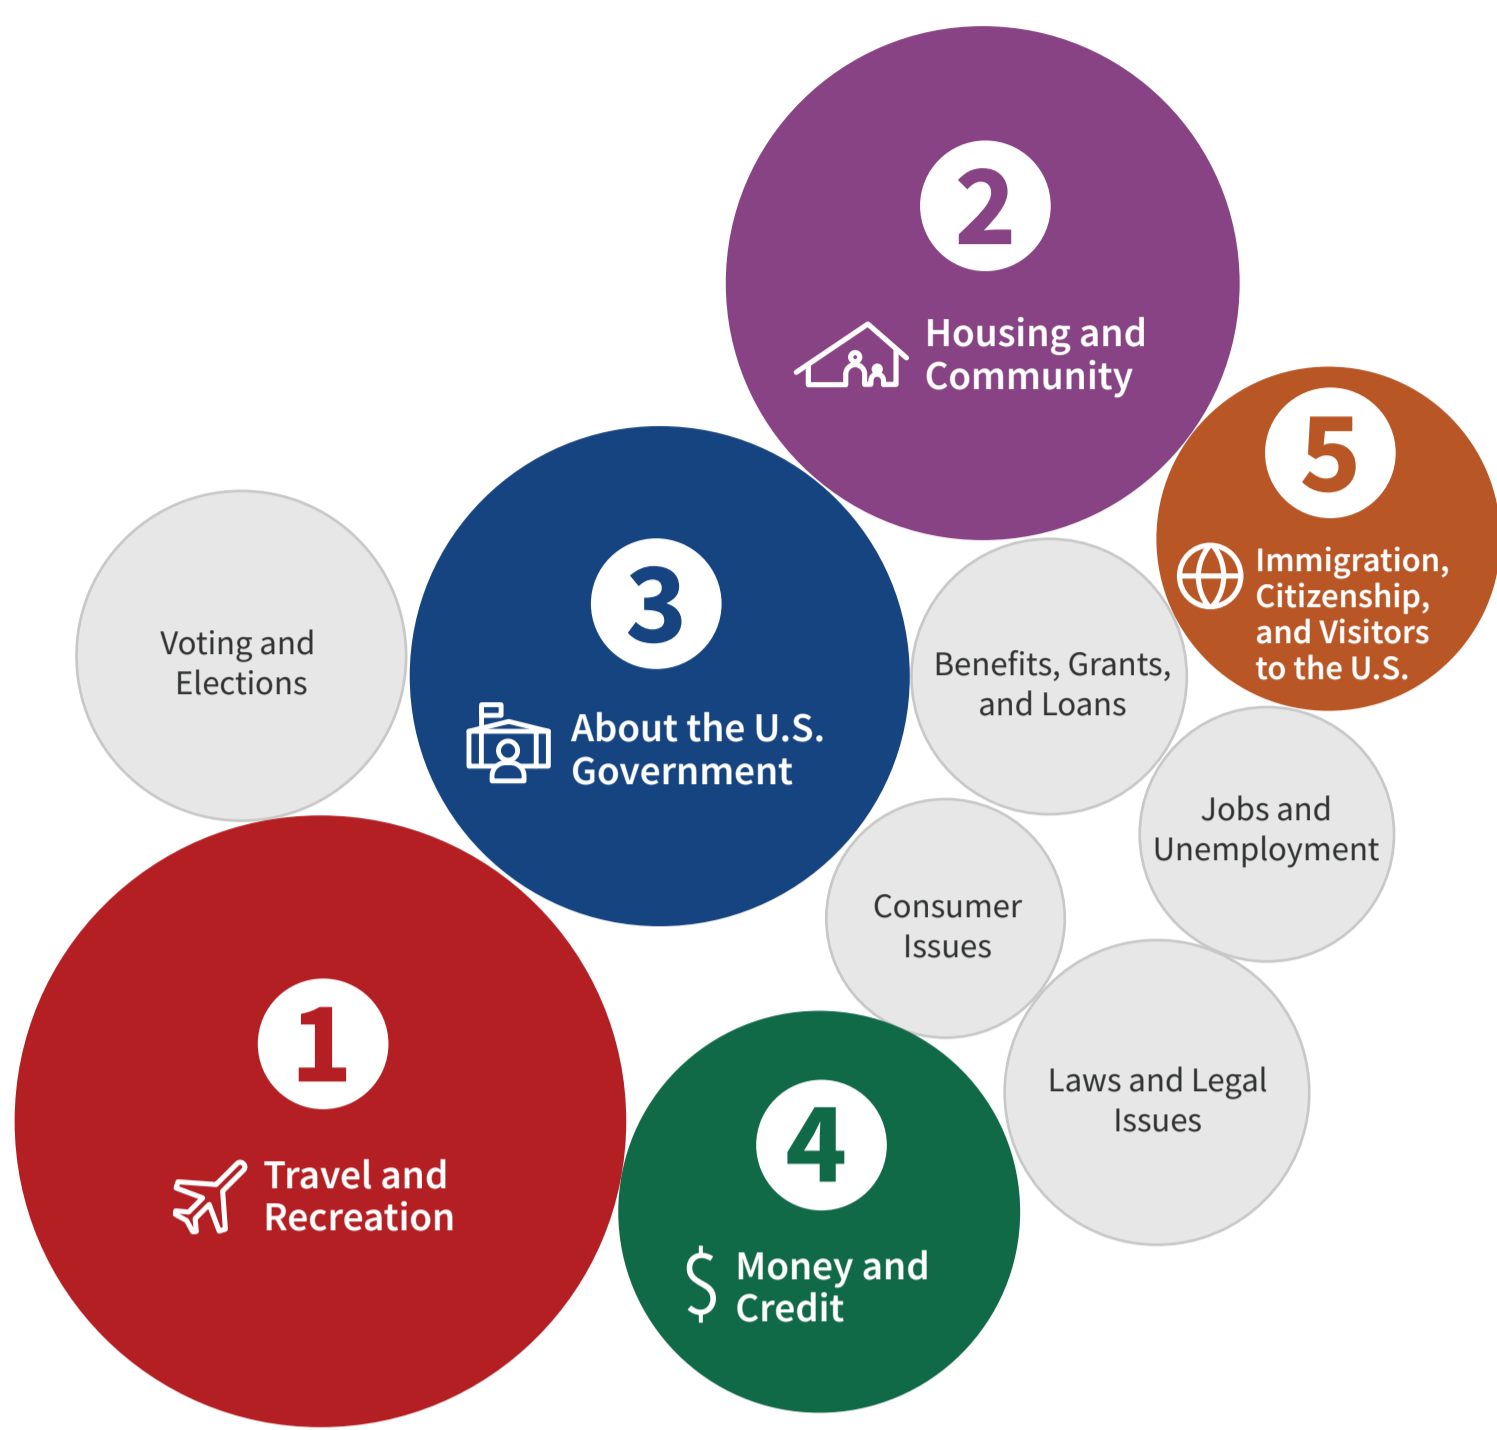 2
Housing and
Community
5
Immigration,
Citizenship,
and Visitors
to the U.S.
3
About the U.S.
Government
Voting and
Elections
Benefits, Grants,
and Loans
Jobs and
Unemployment
Consumer
Issues
1
Travel and
Recreation
4
$
Money and
Credit
Laws and Legal
Issues